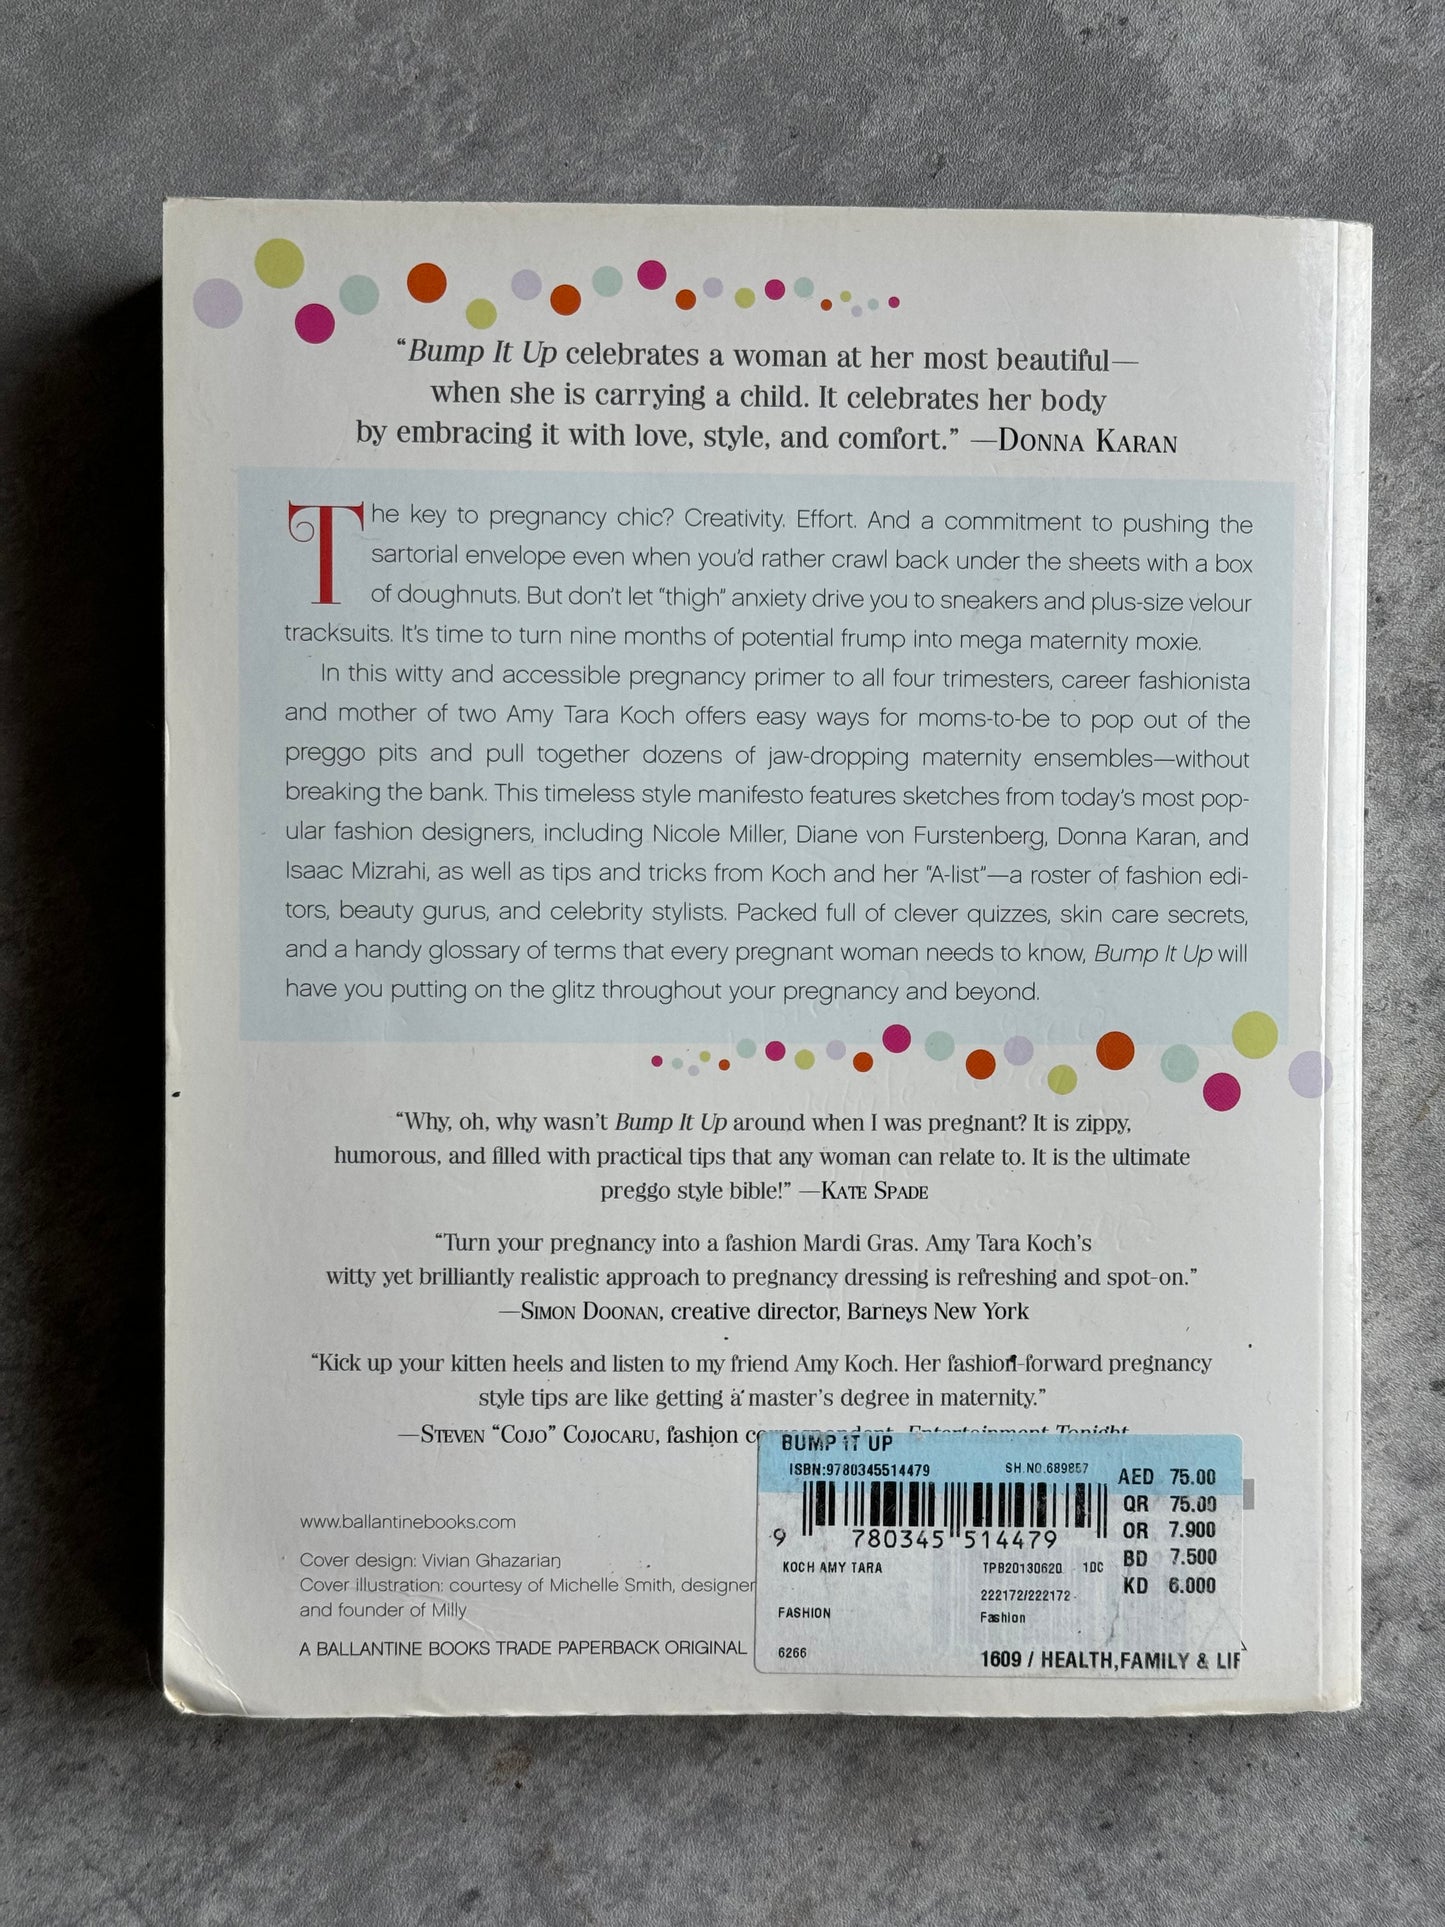 “Bump It Up celebrates a woman at her most beautiful—
when she is carrying a child. It celebrates her body
by embracing it with love, style, and comfort.” —DONNA KARAN
The key to pregnancy chic? Creativity. Effort. And a commitment to pushing the
sartorial envelope even when you’d rather crawl back under the sheets with a box
of doughnuts. But don’t let “thigh” anxiety drive you to sneakers and plus-size velour
tracksuits. It’s time to turn nine months of potential frump into mega maternity moxie.
In this witty and accessible pregnancy primer to all four trimesters, career fashionista
and mother of two Amy Tara Koch offers easy ways for moms-to-be to pop out of the
preggo pits and pull together dozens of jaw-dropping maternity ensembles—without
breaking the bank. This timeless style manifesto features sketches from today’s most pop-
ular fashion designers, including Nicole Miller, Diane von Furstenberg, Donna Karan, and
Isaac Mizrahi, as well as tips and tricks from Koch and her “A-list”—a roster of fashion edi-
tors, beauty gurus, and celebrity stylists. Packed full of clever quizzes, skin care secrets,
and a handy glossary of terms that every pregnant woman needs to know, Bump It Up will
have you putting on the glitz throughout your pregnancy and beyond.
“Why, oh, why wasn’t Bump It Up around when I was pregnant? It is zippy,
humorous, and filled with practical tips that any woman can relate to. It is the ultimate
preggo style bible!” —KATE SPADE
“Turn your pregnancy into a fashion Mardi Gras. Amy Tara Koch’s
witty yet brilliantly realistic approach to pregnancy dressing is refreshing and spot-on.”
—SIMON DOONAN, creative director, Barneys New York
“Kick up your kitten heels and listen to my friend Amy Koch. Her fashion-forward pregnancy
style tips are like getting a master’s degree in maternity.”
—STEVEN “COJO” COJOCARU, fashion correspondent, Entertainment Tonight
www.ballantinebooks.com
Cover design: Vivian Ghazarian
Cover illustration: courtesy of Michelle Smith, designer
and founder of Milly
A BALLANTINE BOOKS TRADE PAPERBACK ORIGINAL
BUMP IT UP
ISBN:9780345514479 SH.NO.689857
AED 75.00
QR 75.00
OR 7.900
BD 7.500
KD 6.000
9 780345 514479
KOCH AMY TARA TPB20130620 10C
222172/222172
FASHION Fashion
6266 1609 / HEALTH,FAMILY & LIF